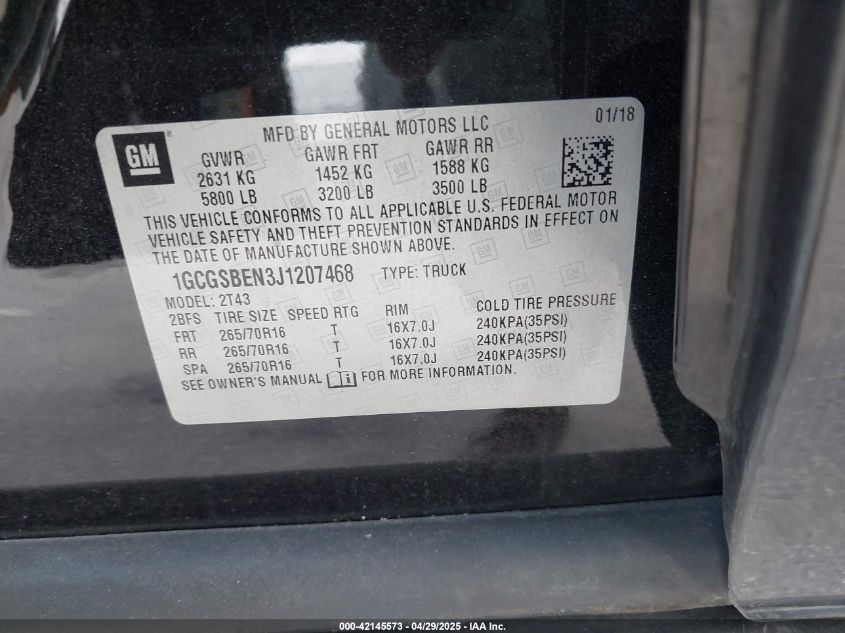 MFD BY GENERAL MOTORS LLC 01/18
GM
GVWR GAWR FRT GAWR RR
2631 KG 1452 KG 1588 KG
5800 LB 3200 LB 3500 LB
THIS VEHICLE CONFORMS TO ALL APPLICABLE U.S. FEDERAL MOTOR
VEHICLE SAFETY AND THEFT PREVENTION STANDARDS IN EFFECT ON
THE DATE OF MANUFACTURE SHOWN ABOVE.
1GCGSBEN3J1207468 TYPE: TRUCK
MODEL: 2T43
2BFS TIRE SIZE SPEED RTG RIM COLD TIRE PRESSURE
FRT 265/70R16 T 16X7.0J 240KPA(35PSI)
RR 265/70R16 T 16X7.0J 240KPA(35PSI)
SPA 265/70R16 T 16X7.0J 240KPA(35PSI)
SEE OWNER'S MANUAL FOR MORE INFORMATION.
000-42145573 - 04/29/2025 - IAA Inc.